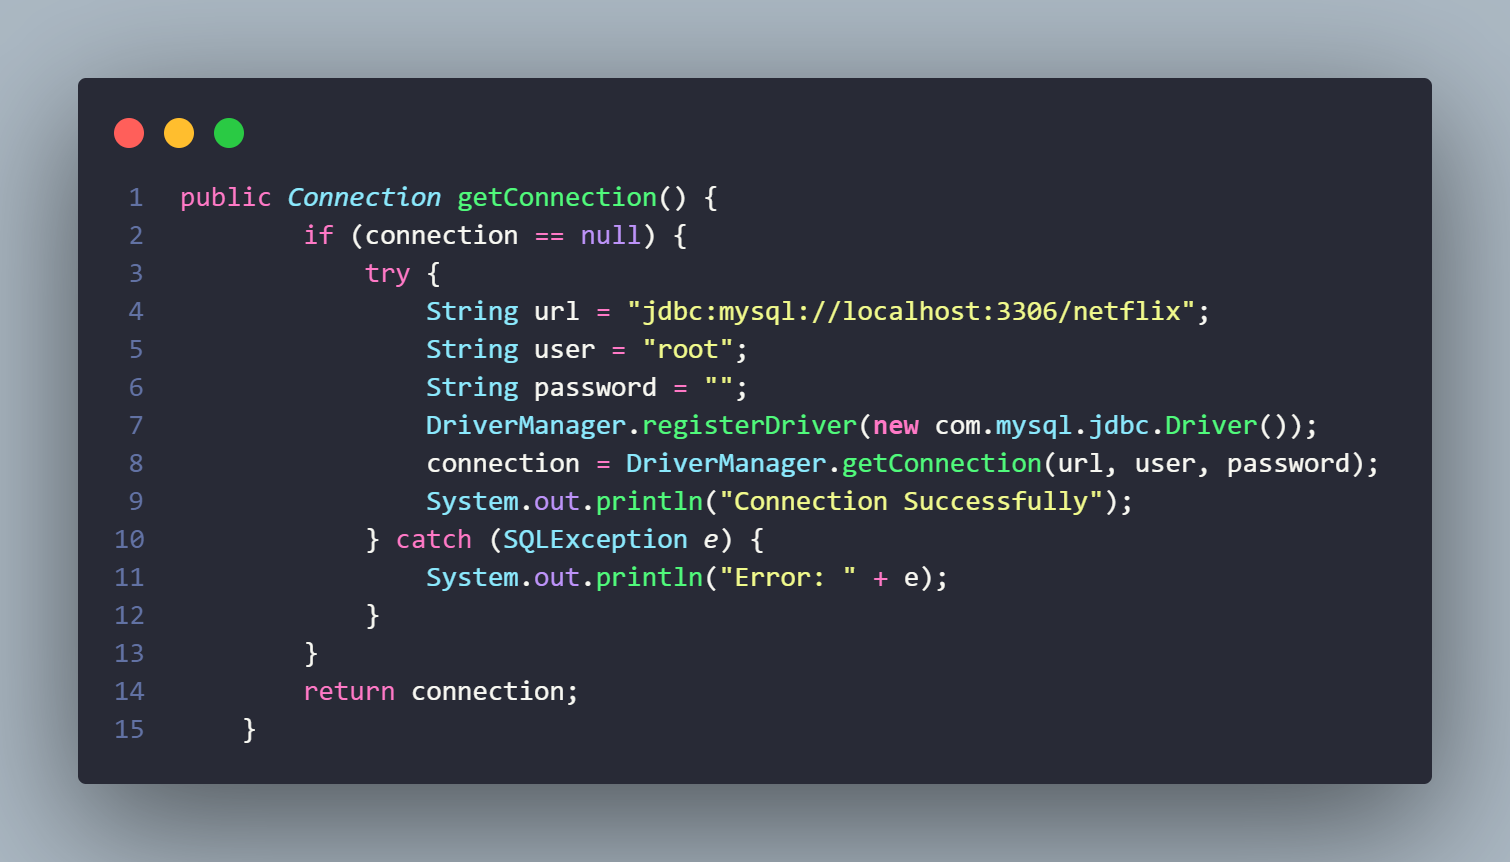 1 public Connection getConnection() {
2         if (connection == null) {
3             try {
4                 String url = "jdbc:mysql://localhost:3306/netflix";
5                 String user = "root";
6                 String password = "";
7                 DriverManager.registerDriver(new com.mysql.jdbc.Driver());
8                 connection = DriverManager.getConnection(url, user, password);
9                 System.out.println("Connection Successfully");
10             } catch (SQLException e) {
11                 System.out.println("Error: " + e);
12             }
13         }
14         return connection;
15     }